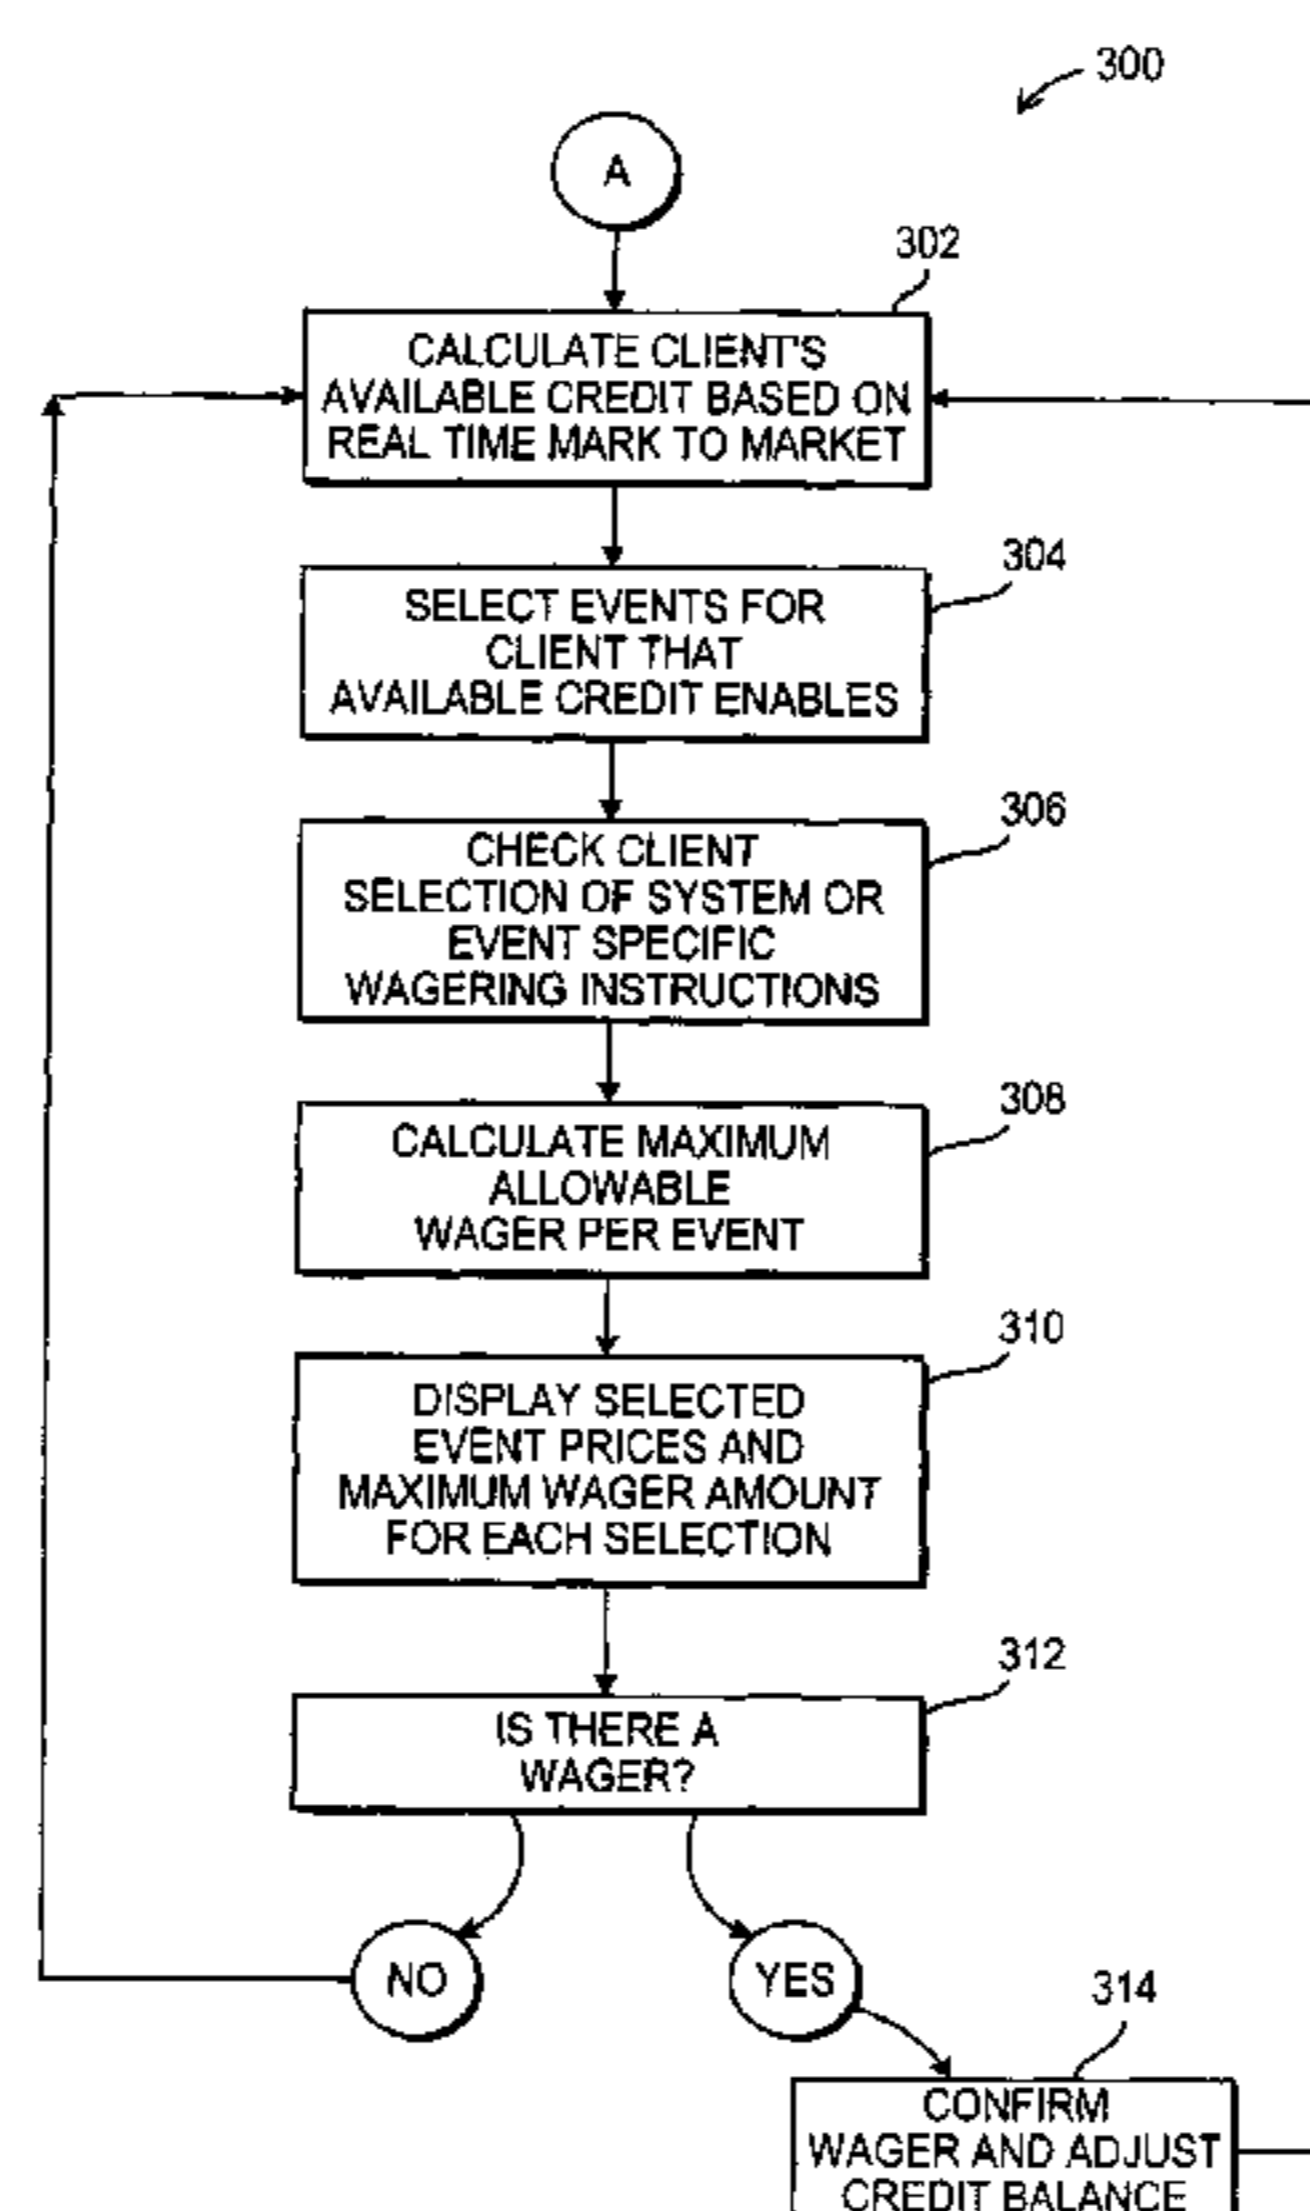 300
A
302
CALCULATE CLIENT'S
AVAILABLE CREDIT BASED ON
REAL TIME MARK TO MARKET
304
SELECT EVENTS FOR
CLIENT THAT
AVAILABLE CREDIT ENABLES
306
CHECK CLIENT
SELECTION OF SYSTEM OR
EVENT SPECIFIC
WAGERING INSTRUCTIONS
308
CALCULATE MAXIMUM
ALLOWABLE
WAGER PER EVENT
310
DISPLAY SELECTED
EVENT PRICES AND
MAXIMUM WAGER AMOUNT
FOR EACH SELECTION
312
IS THERE A
WAGER?
NO
YES
314
CONFIRM
WAGER AND ADJUST
CREDIT BALANCE